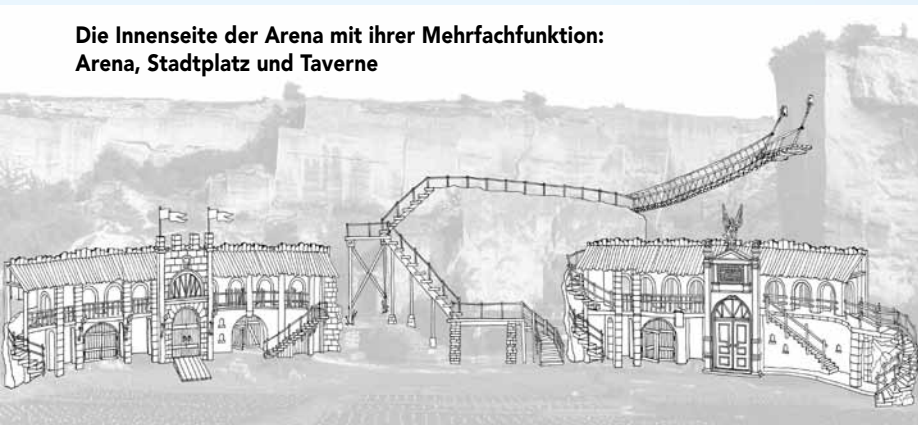 Die Innenseite der Arena mit ihrer Mehrfachfunktion:
Arena, Stadtplatz und Taverne